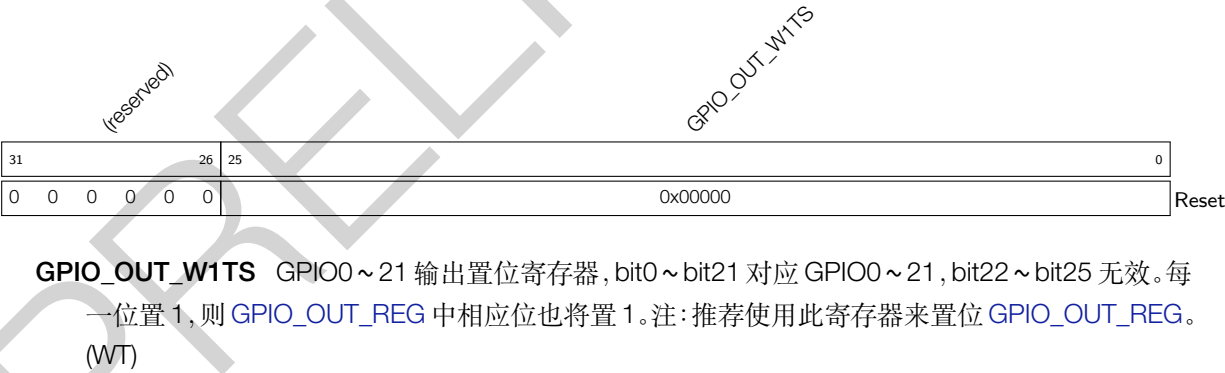 (reserved)
GPIO_OUT_W1TS
31 26 25 0
0 0 0 0 0 0 0x00000 Reset
GPIO_OUT_W1TS GPIO0 ~ 21 输出置位寄存器,bit0 ~ bit21 对应 GPIO0 ~ 21,bit22 ~ bit25 无效。每
一位置 1,则 GPIO_OUT_REG 中相应位也将置 1。注:推荐使用此寄存器来置位 GPIO_OUT_REG。
(WT)
PRELI